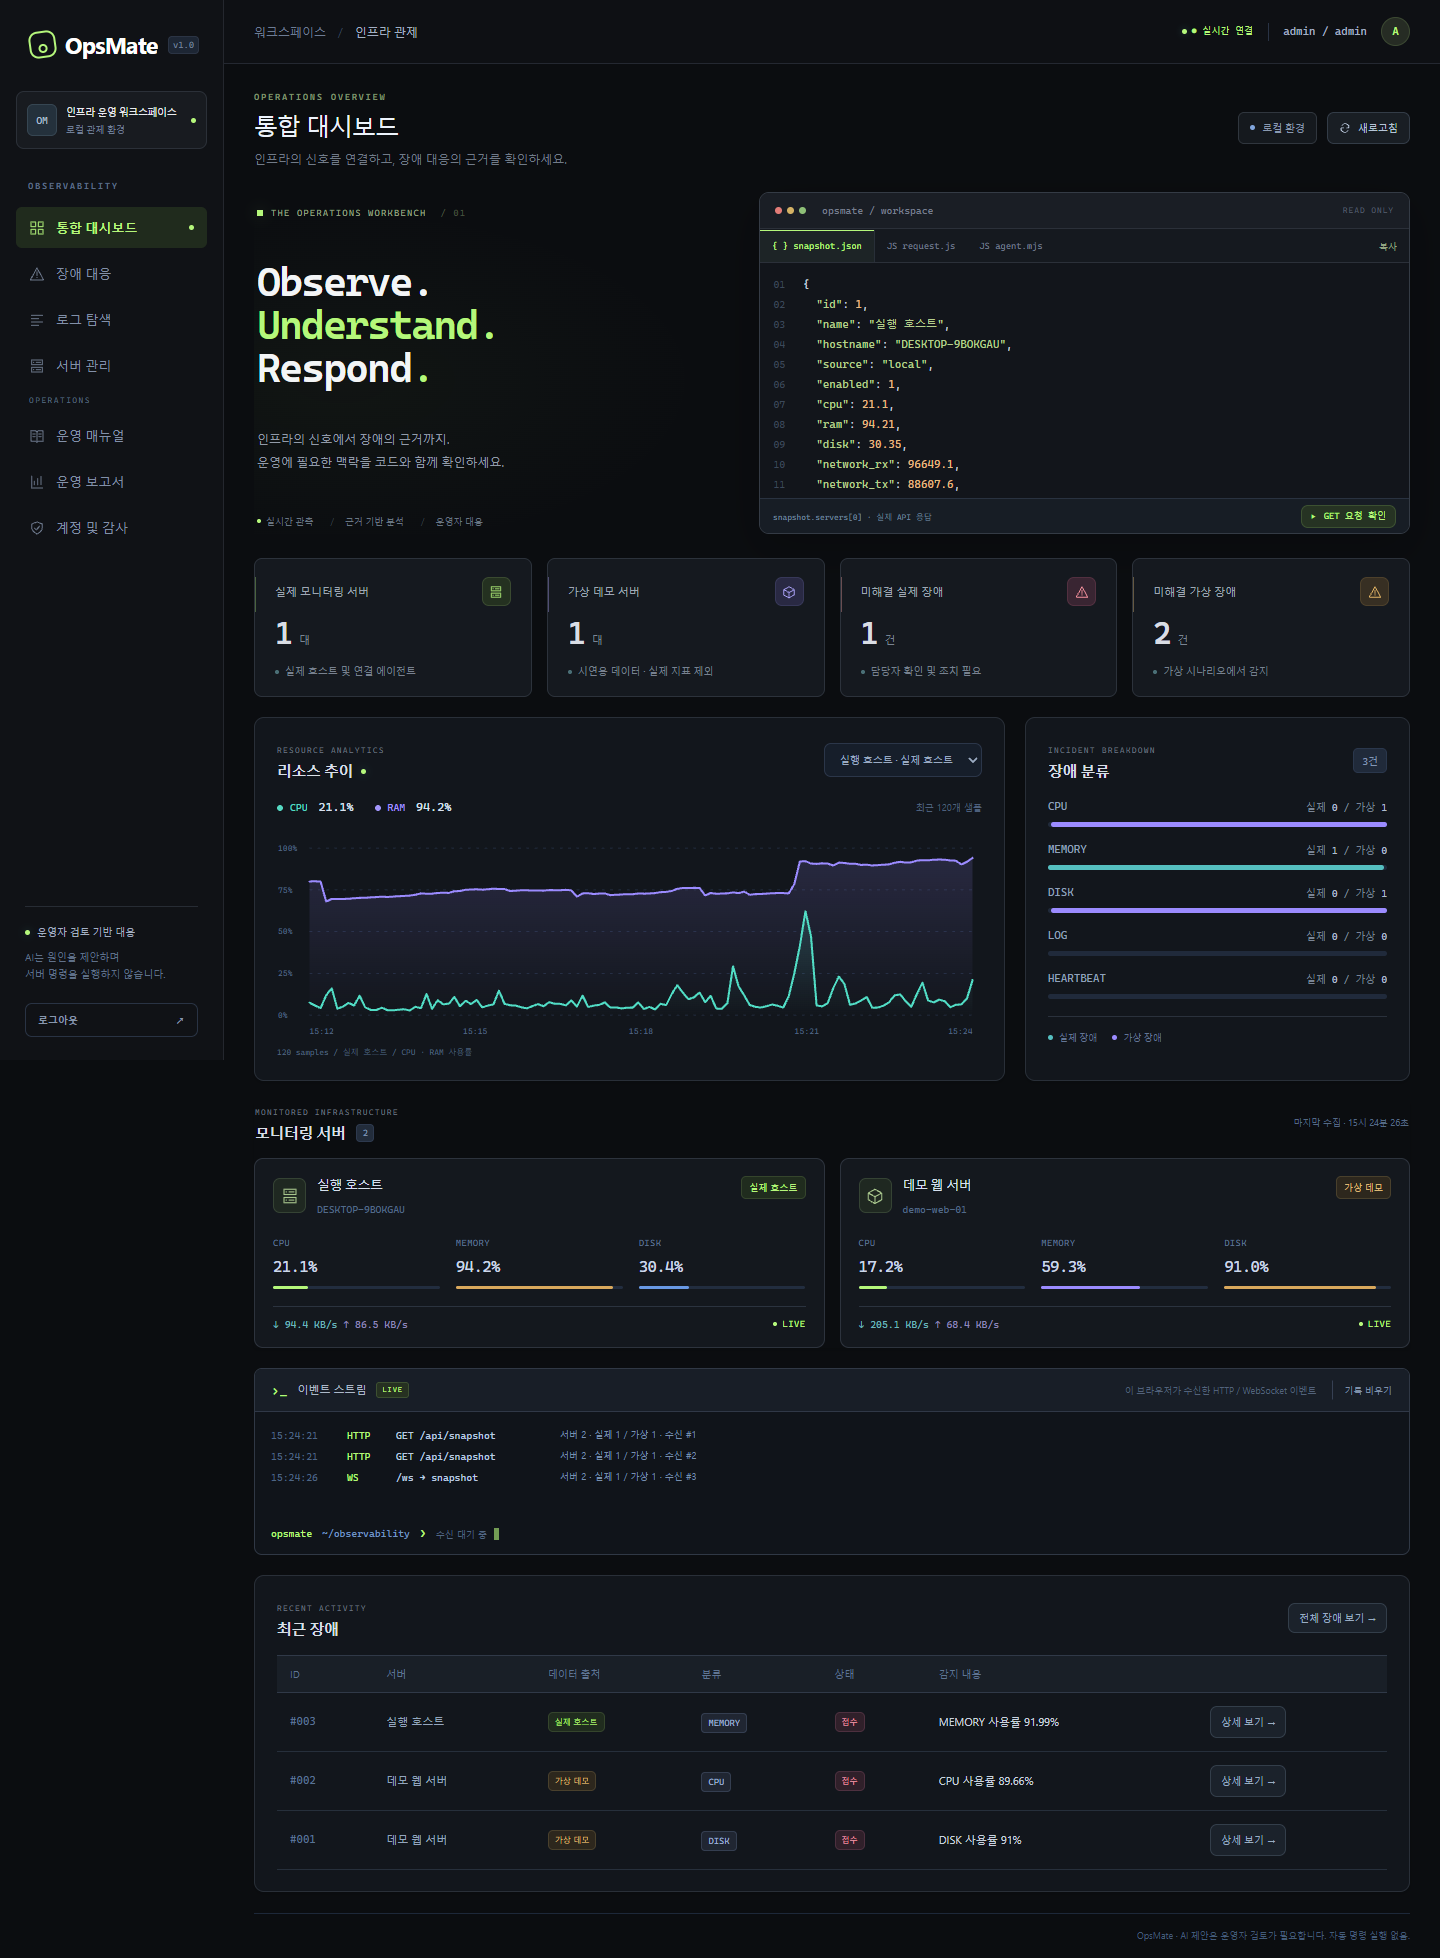 OpsMate v1.0
OM 인프라 운영 워크스페이스
로컬 관제 환경
OBSERVABILITY
통합 대시보드
장애 대응
로그 탐색
서버 관리
OPERATIONS
운영 매뉴얼
운영 보고서
계정 및 감사
운영자 검토 기반 대응
AI는 원인을 제안하며
서버 명령을 실행하지 않습니다.
로그아웃 ↗
워크스페이스 / 인프라 관제
실시간 연결 admin / admin A
OPERATIONS OVERVIEW
통합 대시보드
인프라의 신호를 연결하고, 장애 대응의 근거를 확인하세요.
로컬 환경 새로고침
THE OPERATIONS WORKBENCH / 01
Observe.
Understand.
Respond.
인프라의 신호에서 장애의 근거까지.
운영에 필요한 맥락을 코드와 함께 확인하세요.
실시간 관측 / 근거 기반 분석 / 운영자 대응
opsmate / workspace READ ONLY
{ } snapshot.json JS request.js JS agent.mjs 복사
01 {
02 "id": 1,
03 "name": "실행 호스트",
04 "hostname": "DESKTOP-9BOKGAU",
05 "source": "local",
06 "enabled": 1,
07 "cpu": 21.1,
08 "ram": 94.21,
09 "disk": 30.35,
10 "network_rx": 96649.1,
11 "network_tx": 88607.6,
snapshot.servers[0] · 실제 API 응답 ▸ GET 요청 확인
실제 모니터링 서버
1 대
실제 호스트 및 연결 에이전트
가상 데모 서버
1 대
시연용 데이터 · 실제 지표 제외
미해결 실제 장애
1 건
담당자 확인 및 조치 필요
미해결 가상 장애
2 건
가상 시나리오에서 감지
RESOURCE ANALYTICS
리소스 추이
실행 호스트 · 실제 호스트
CPU 21.1% RAM 94.2%
최근 120개 샘플
100%
75%
50%
25%
0%
15:12 15:15 15:18 15:21 15:24
120 samples / 실제 호스트 / CPU · RAM 사용률
INCIDENT BREAKDOWN
장애 분류 3건
CPU 실제 0 / 가상 1
MEMORY 실제 1 / 가상 0
DISK 실제 0 / 가상 1
LOG 실제 0 / 가상 0
HEARTBEAT 실제 0 / 가상 0
실제 장애 가상 장애
MONITORED INFRASTRUCTURE
모니터링 서버 2
마지막 수집 · 15시 24분 26초
실행 호스트 실제 호스트
DESKTOP-9BOKGAU
CPU MEMORY DISK
21.1% 94.2% 30.4%
↓ 94.4 KB/s ↑ 86.5 KB/s LIVE
데모 웹 서버 가상 데모
demo-web-01
CPU MEMORY DISK
17.2% 59.3% 91.0%
↓ 205.1 KB/s ↑ 68.4 KB/s LIVE
>_ 이벤트 스트림 LIVE 이 브라우저가 수신한 HTTP / WebSocket 이벤트 기록 비우기
15:24:21 HTTP GET /api/snapshot 서버 2 · 실제 1 / 가상 1 · 수신 #1
15:24:21 HTTP GET /api/snapshot 서버 2 · 실제 1 / 가상 1 · 수신 #2
15:24:26 WS /ws → snapshot 서버 2 · 실제 1 / 가상 1 · 수신 #3
opsmate ~/observability ❯ 수신 대기 중
RECENT ACTIVITY
최근 장애 전체 장애 보기 →
ID 서버 데이터 출처 분류 상태 감지 내용
#003 실행 호스트 실제 호스트 MEMORY 접수 MEMORY 사용률 91.99% 상세 보기 →
#002 데모 웹 서버 가상 데모 CPU 접수 CPU 사용률 89.66% 상세 보기 →
#001 데모 웹 서버 가상 데모 DISK 접수 DISK 사용률 91% 상세 보기 →
OpsMate · AI 제안은 운영자 검토가 필요합니다. 자동 명령 실행 없음.